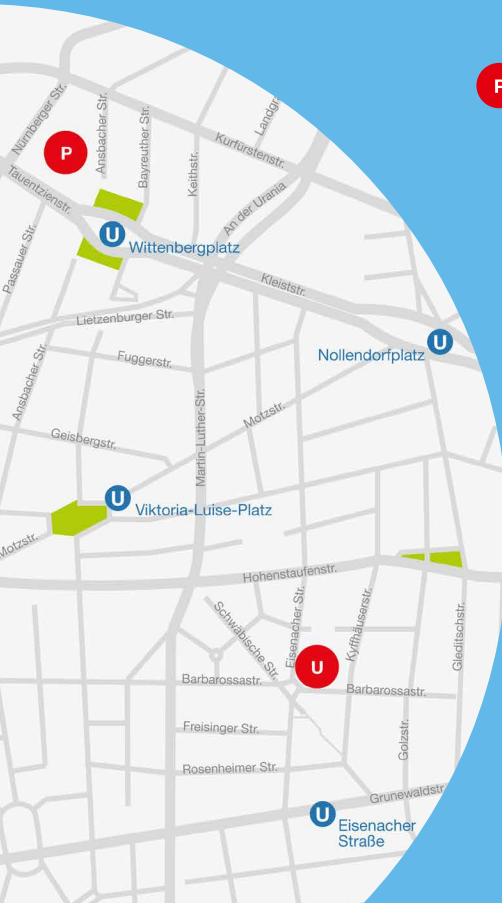 P
Nürnberger Str.
Ansbacher Str.
Bayreuther Str.
Landgr
P
Kurfürstenstr.
Keithstr.
Tauentzienstr.
An der Urania
U
Wittenbergplatz
Passauer Str.
Kleiststr.
Lietzenburger Str.
U
Nollendorfplatz
Fuggerstr.
Ansbacher Str.
Martin-Luther-Str.
Motzstr.
Geisbergstr.
U
Viktoria-Luise-Platz
Motzstr.
Hohenstaufenstr.
Schwäbische Str.
Eisenacher Str.
Kyffhäuserstr.
Gleditschstr.
U
Barbarossastr.
Barbarossastr.
Freisinger Str.
Golzstr.
Rosenheimer Str.
Grunewaldstr
U
Eisenacher
Straße